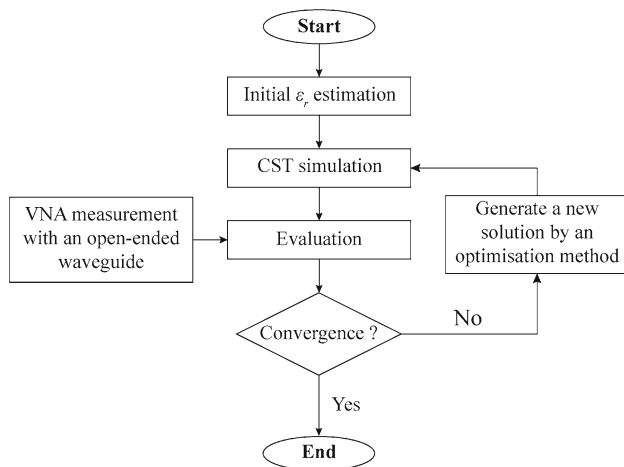 Start
Initial εr estimation
CST simulation
VNA measurement
with an open-ended
waveguide
Evaluation
Generate a new
solution by an
optimisation method
Convergence ?
No
Yes
End